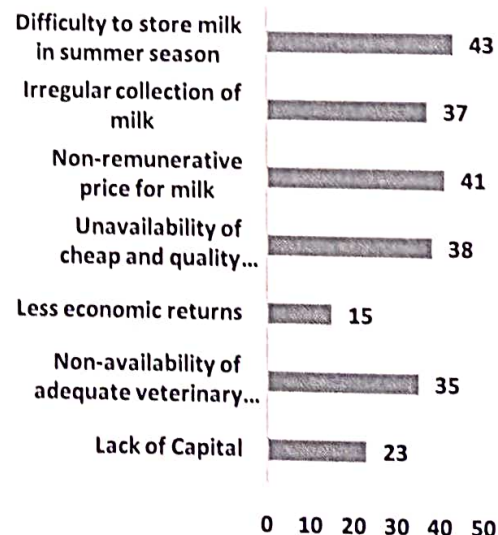 Difficulty to store milk
in summer season
43
Irregular collection of
milk
37
Non-remunerative
price for milk
41
Unavailability of
cheap and quality...
38
Less economic returns
15
Non-availability of
adequate veterinary...
35
Lack of Capital
23
0 10 20 30 40 50